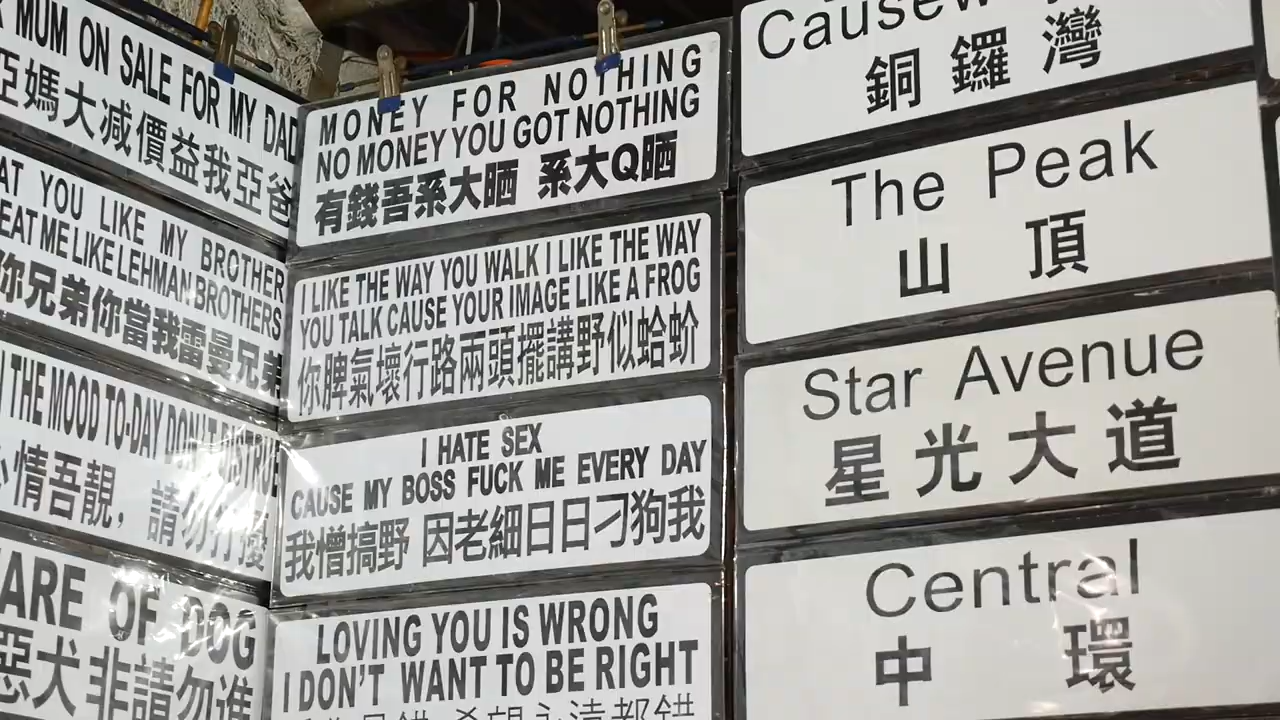 MUM ON SALE FOR MY DAD
亞媽大减價益我亞爸
YOU LIKE MY BROTHER
ME LIKE LEHMAN BROTHERS
你兄弟你當我雷曼兄弟
THE MOOD TO-DAY DON'T
情吾靚，請勿打擾
OF DOG
惡犬 非請勿進
MONEY FOR NOTHING
NO MONEY YOU GOT NOTHING
有錢吾系大晒 系大Q晒
I LIKE THE WAY YOU WALK I LIKE THE WAY
YOU TALK CAUSE YOUR IMAGE LIKE A FROG
你脾氣壞行路兩頭擺講野似蛤蚧
I HATE SEX
CAUSE MY BOSS FUCK ME EVERY DAY
我憎搞野 因老細日日刁狗我
LOVING YOU IS WRONG
I DON'T WANT TO BE RIGHT
銅鑼灣
The Peak
山頂
Star Avenue
星光大道
Central
中環